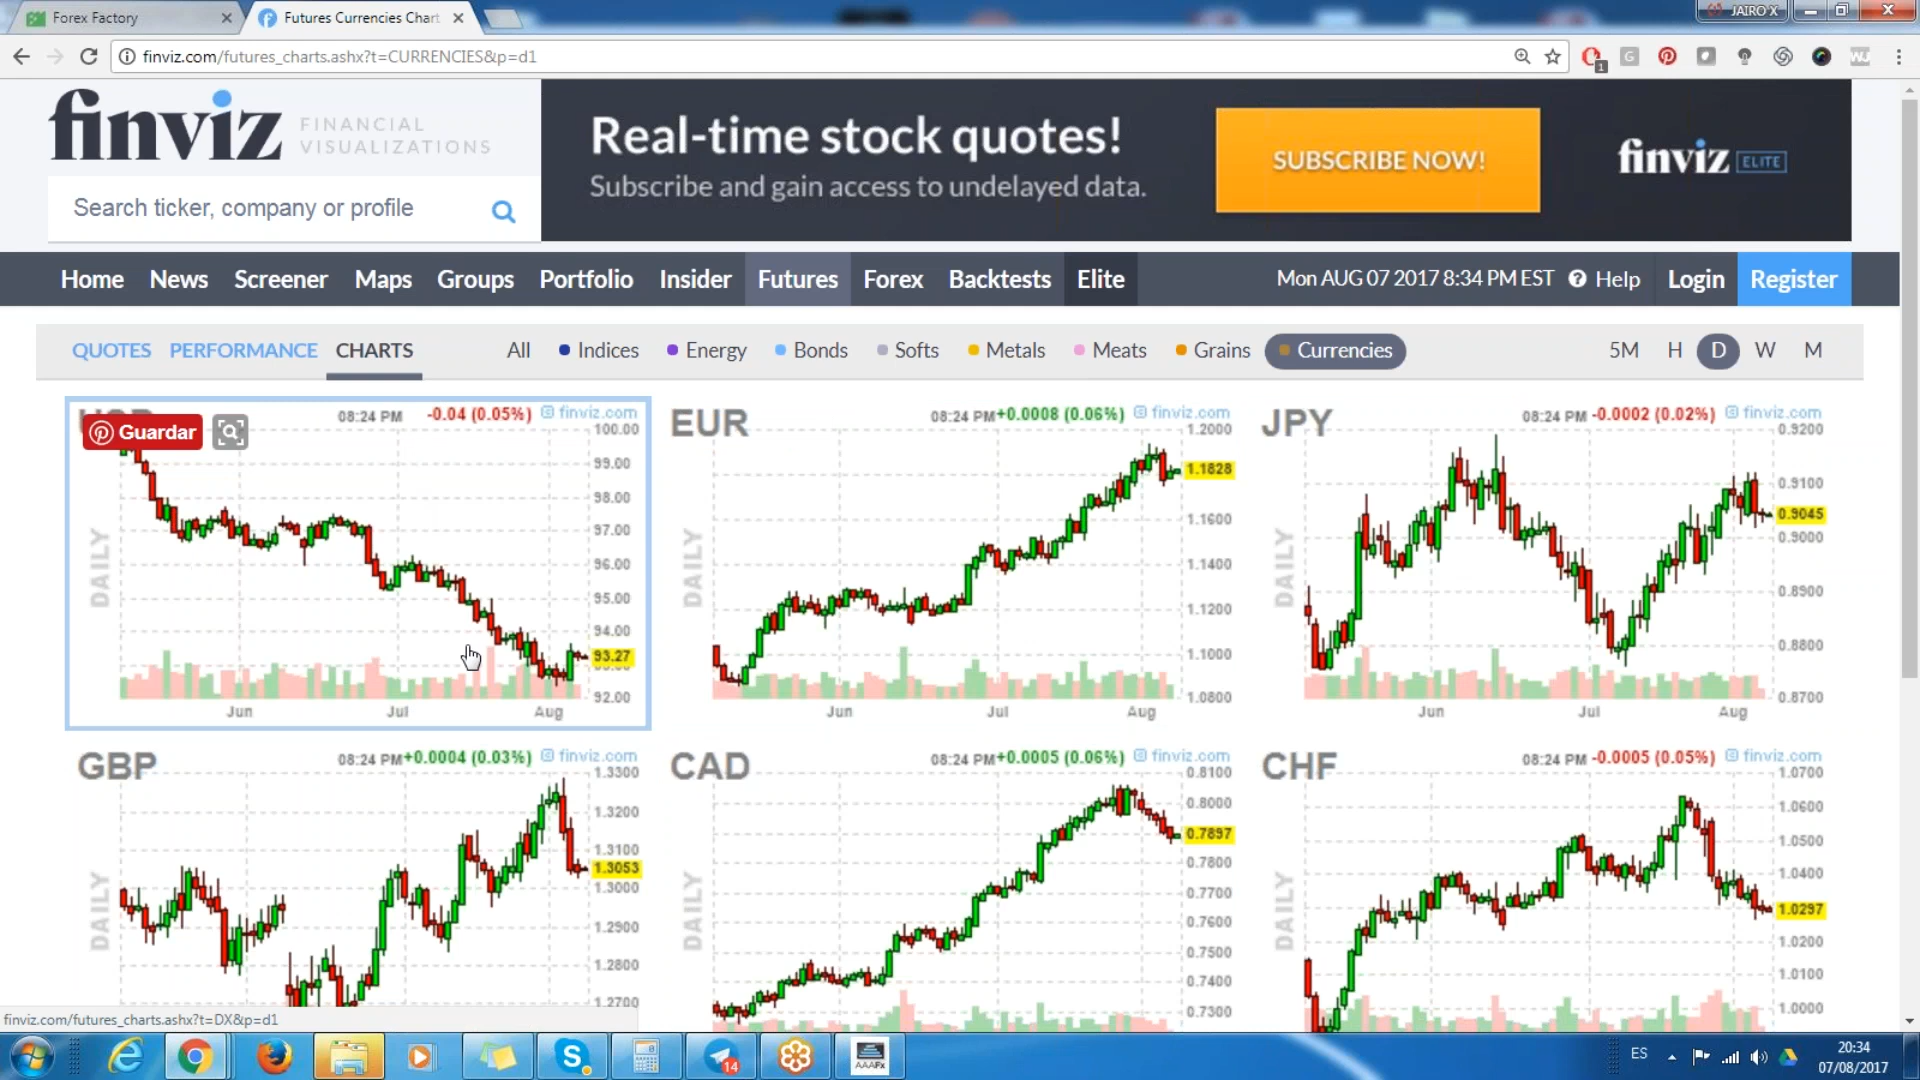 Forex Factory
Futures Currencies Chart
JAIRO X
finviz.com/futures_charts.ashx?t=CURRENCIES&p=d1
1
finviz FINANCIAL VISUALIZATIONS
Search ticker, company or profile
Real-time stock quotes!
Subscribe and gain access to undelayed data.
SUBSCRIBE NOW!
finviz ELITE
Home News Screener Maps Groups Portfolio Insider Futures Forex Backtests Elite Mon AUG 07 2017 8:34 PM EST Help Login Register
QUOTES PERFORMANCE CHARTS All Indices Energy Bonds Softs Metals Meats Grains Currencies 5M H D W M
08:24 PM -0.04 (0.05%) finviz.com
Guardar
DAILY
100.00
99.00
98.00
97.00
96.00
95.00
94.00
93.27
92.00
Jun Jul Aug
EUR 08:24 PM +0.0008 (0.06%) finviz.com
DAILY
1.2000
1.1828
1.1600
1.1400
1.1200
1.1000
1.0800
Jun Jul Aug
JPY 08:24 PM -0.0002 (0.02%) finviz.com
DAILY
0.9200
0.9100
0.9045
0.9000
0.8900
0.8800
0.8700
Jun Jul Aug
GBP 08:24 PM +0.0004 (0.03%) finviz.com
DAILY
1.3300
1.3200
1.3100
1.3053
1.3000
1.2900
1.2800
1.2700
CAD 08:24 PM +0.0005 (0.06%) finviz.com
DAILY
0.8100
0.8000
0.7897
0.7800
0.7700
0.7600
0.7500
0.7400
0.7300
CHF 08:24 PM -0.0005 (0.05%) finviz.com
DAILY
1.0700
1.0600
1.0500
1.0400
1.0297
1.0200
1.0100
1.0000
finviz.com/futures_charts.ashx?t=DX&p=d1
14
AAAFx
ES
20:34
07/08/2017